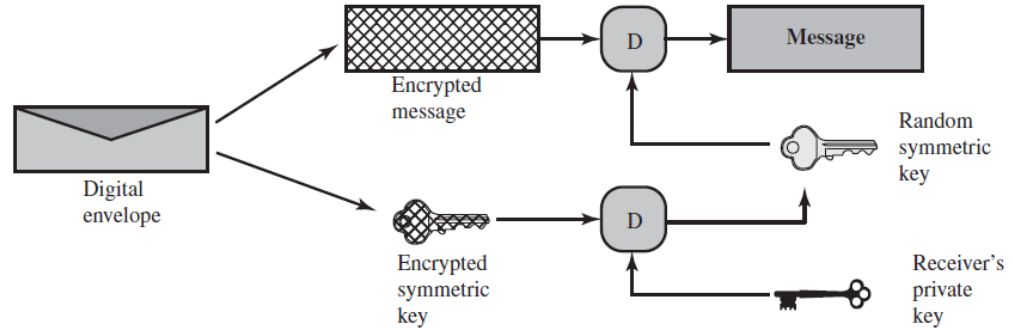 D
Message
Encrypted
message
Random
symmetric
key
Digital
envelope
D
Encrypted
symmetric
key
Receiver's
private
key